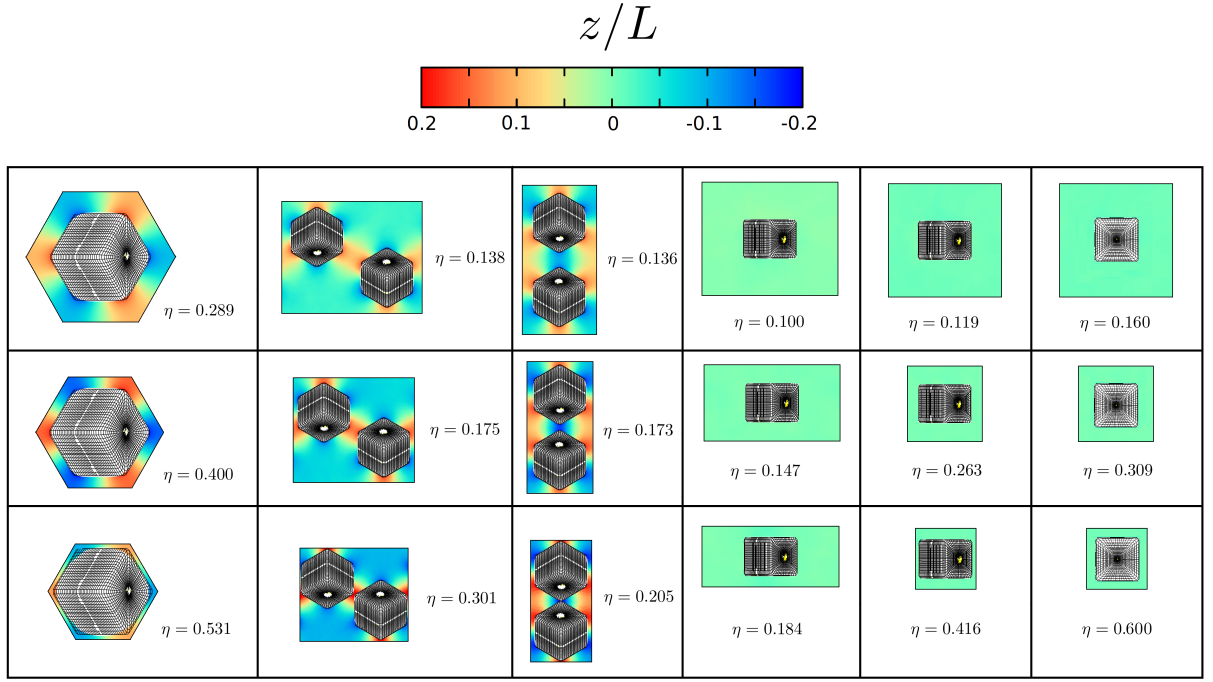 z/L
0.2 0.1 0 -0.1 -0.2
η = 0.289
η = 0.138
η = 0.136
η = 0.100
η = 0.119
η = 0.160
η = 0.400
η = 0.175
η = 0.173
η = 0.147
η = 0.263
η = 0.309
η = 0.531
η = 0.301
η = 0.205
η = 0.184
η = 0.416
η = 0.600